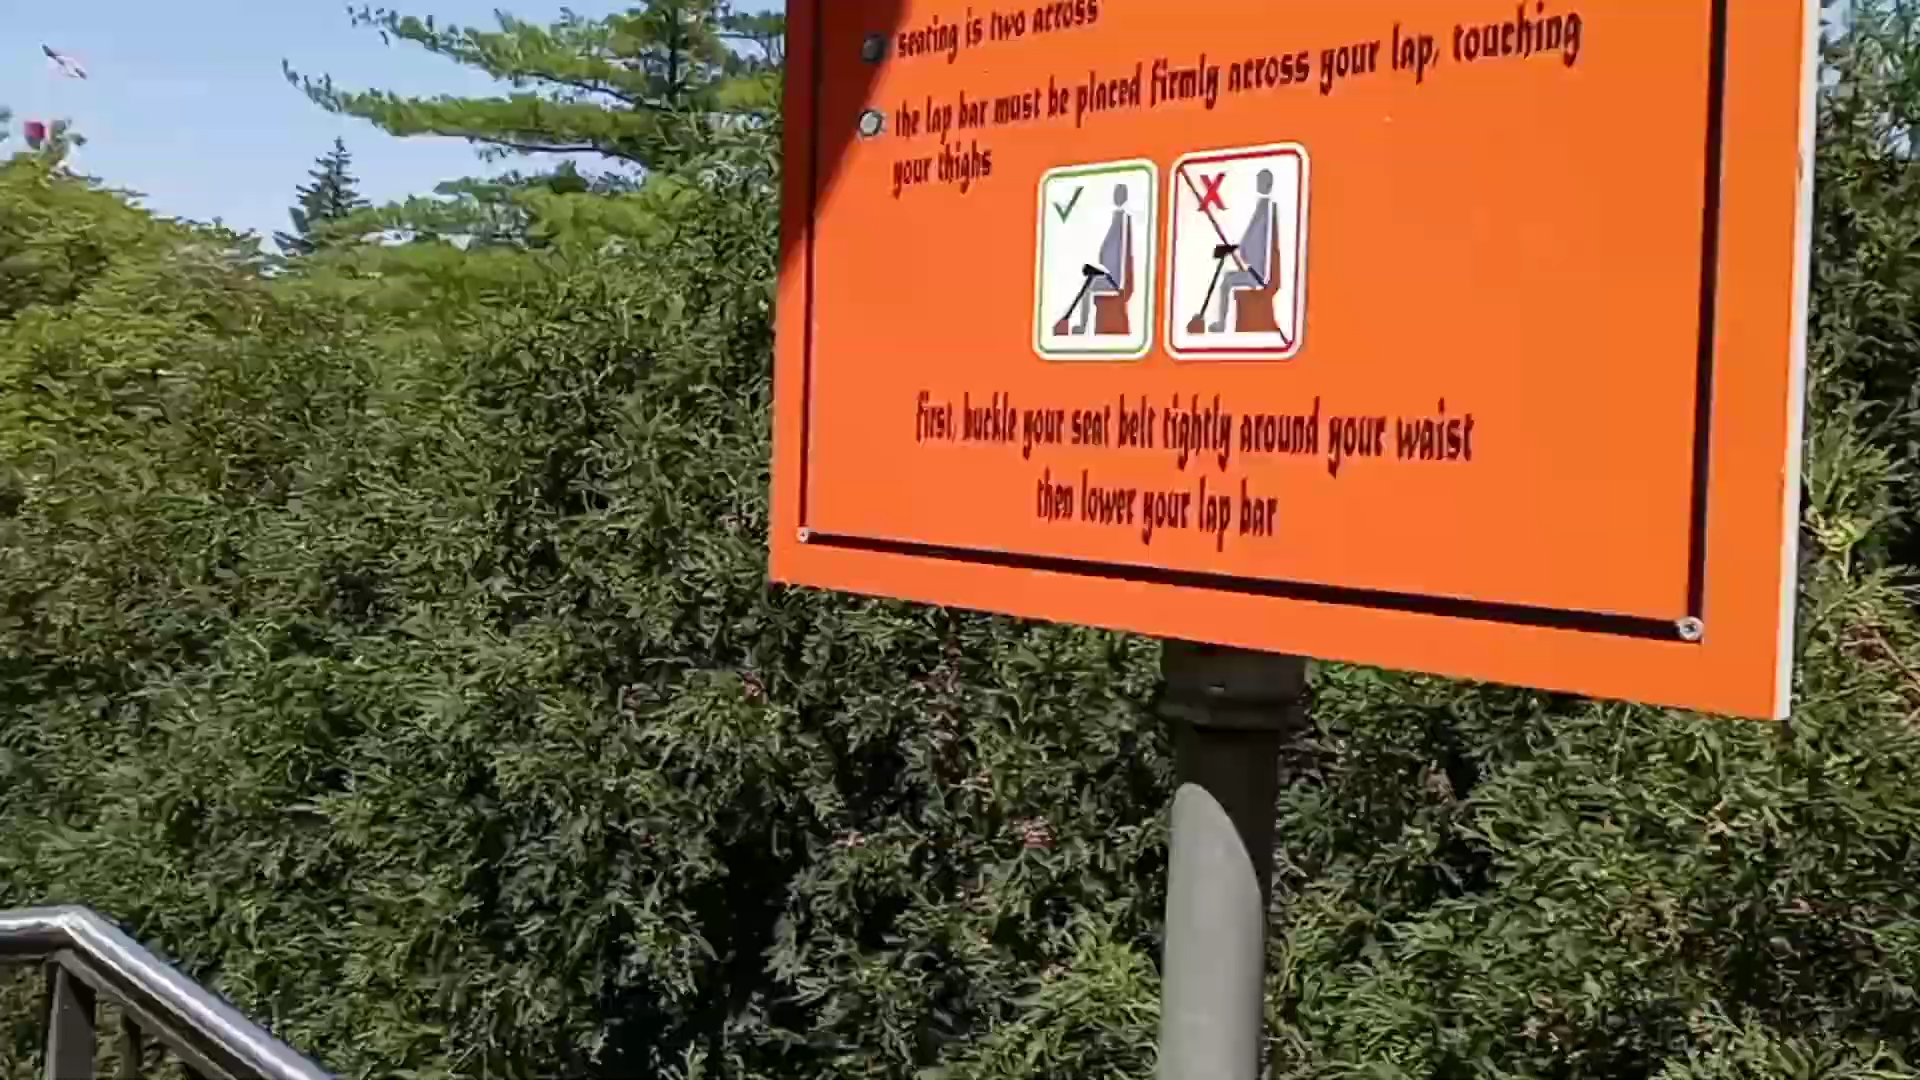 seating is two across
the lap bar must be placed firmly across your lap, touching
your thighs
first, buckle your seat belt tightly around your waist
then lower your lap bar